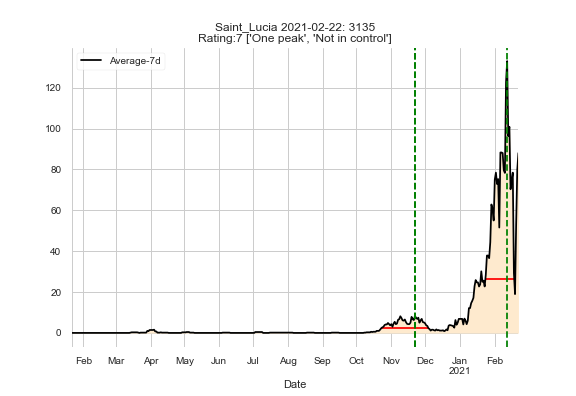 Saint_Lucia 2021-02-22: 3135
Rating:7 ['One peak', 'Not in control']
Average-7d
120
100
80
60
40
20
0
Feb Mar Apr May Jun Jul Aug Sep Oct Nov Dec Jan Feb
2021
Date